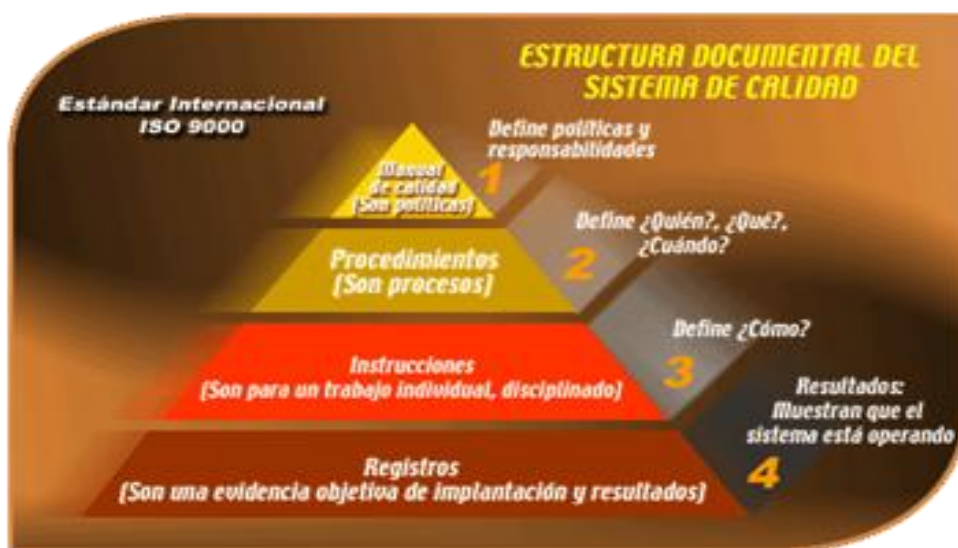 ESTRUCTURA DOCUMENTAL DEL
SISTEMA DE CALIDAD
Estándar Internacional
ISO 9000
Manual
de calidad
(Son políticas)
1
Define políticas y
responsabilidades
Procedimientos
(Son procesos)
2
Define ¿Quién?, ¿Qué?,
¿Cuándo?
Instrucciones
(Son para un trabajo individual, disciplinado)
3
Define ¿Cómo?
Registros
(Son una evidencia objetiva de implantación y resultados)
4
Resultados:
Muestran que el
sistema está operando